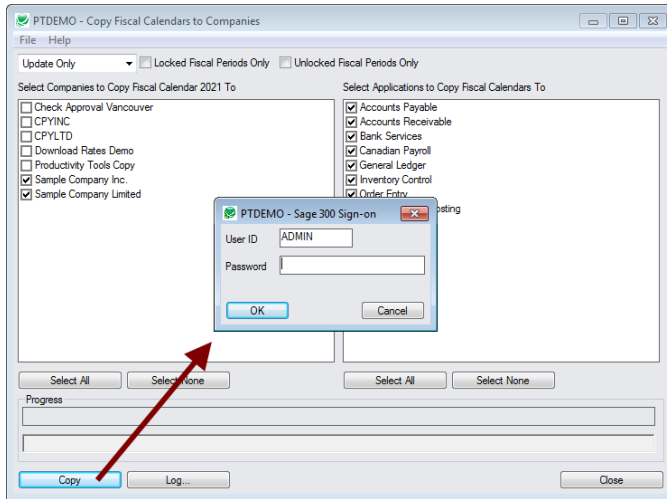 PTDEMO - Copy Fiscal Calendars to Companies
File Help
Update Only Locked Fiscal Periods Only Unlocked Fiscal Periods Only
Select Companies to Copy Fiscal Calendar 2021 To
Check Approval Vancouver
CPYINC
CPYLTD
Download Rates Demo
Productivity Tools Copy
Sample Company Inc.
Sample Company Limited
Select Applications to Copy Fiscal Calendars To
Accounts Payable
Accounts Receivable
Bank Services
Canadian Payroll
General Ledger
Inventory Control
Order Entry
osting
PTDEMO - Sage 300 Sign-on
User ID ADMIN
Password
OK Cancel
Select All Select None Select All Select None
Progress
Copy Log... Close